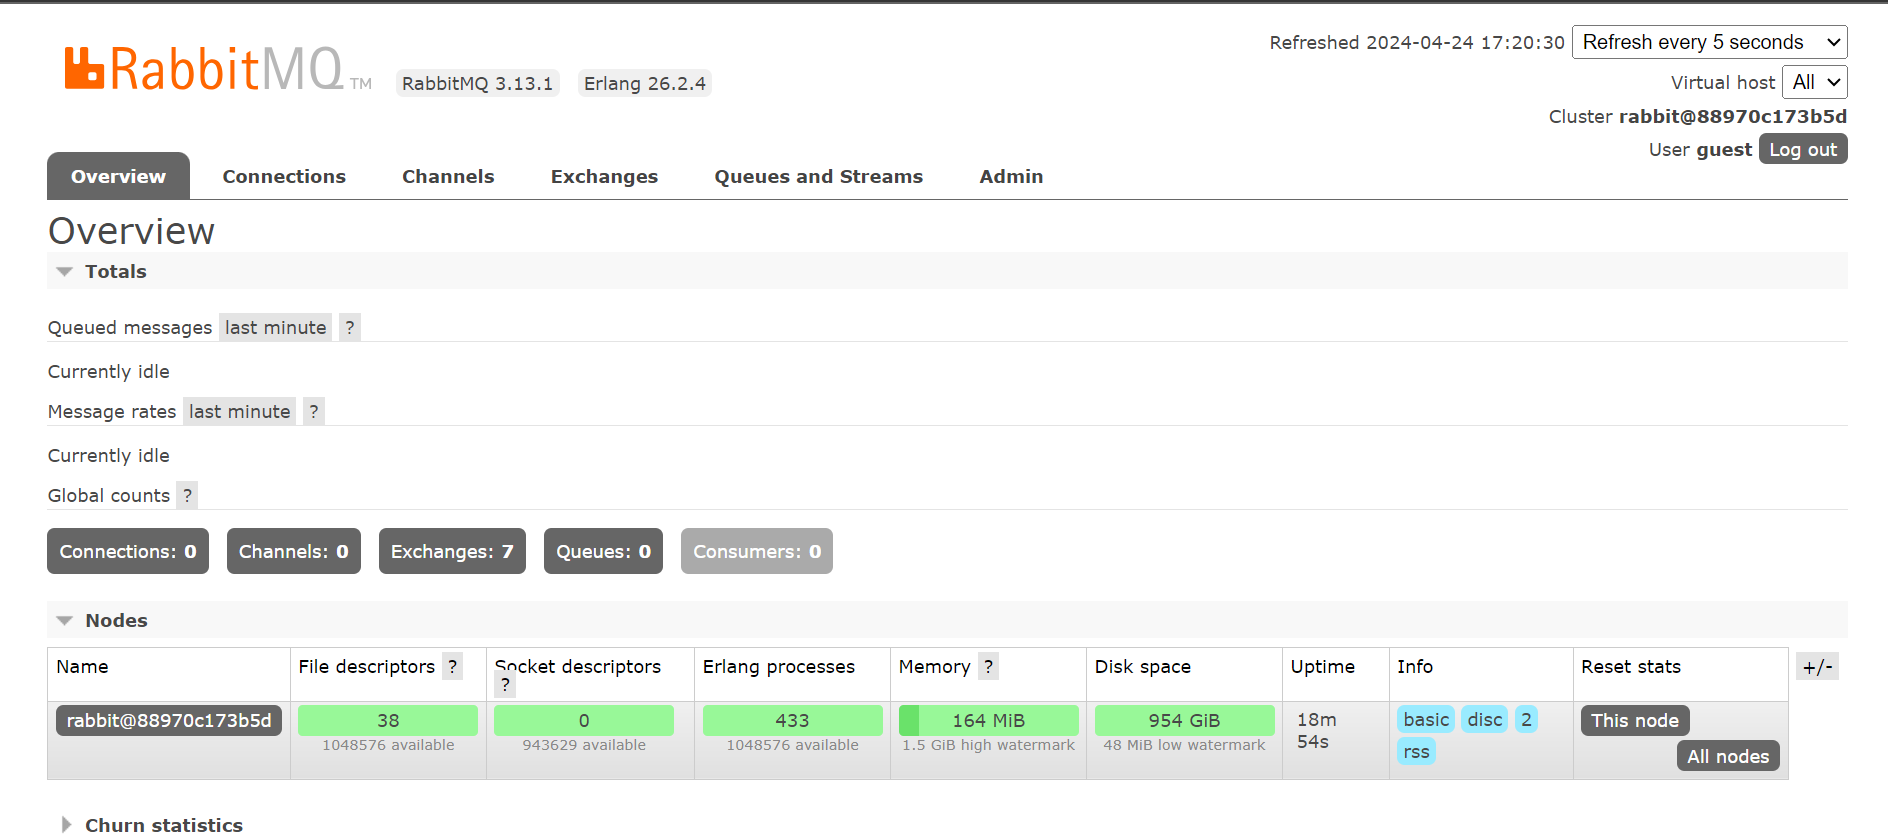 RabbitMQ TM RabbitMQ 3.13.1 Erlang 26.2.4
Refreshed 2024-04-24 17:20:30 Refresh every 5 seconds
Virtual host All
Cluster rabbit@88970c173b5d
User guest Log out
Overview Connections Channels Exchanges Queues and Streams Admin
Overview
Totals
Queued messages last minute ?
Currently idle
Message rates last minute ?
Currently idle
Global counts ?
Connections: 0 Channels: 0 Exchanges: 7 Queues: 0 Consumers: 0
Nodes
Name File descriptors ? Socket descriptors ? Erlang processes Memory ? Disk space Uptime Info Reset stats +/-
rabbit@88970c173b5d 38 0 433 164 MiB 954 GiB 18m 54s basic disc 2 rss This node
1048576 available 943629 available 1048576 available 1.5 GiB high watermark 48 MiB low watermark All nodes
Churn statistics